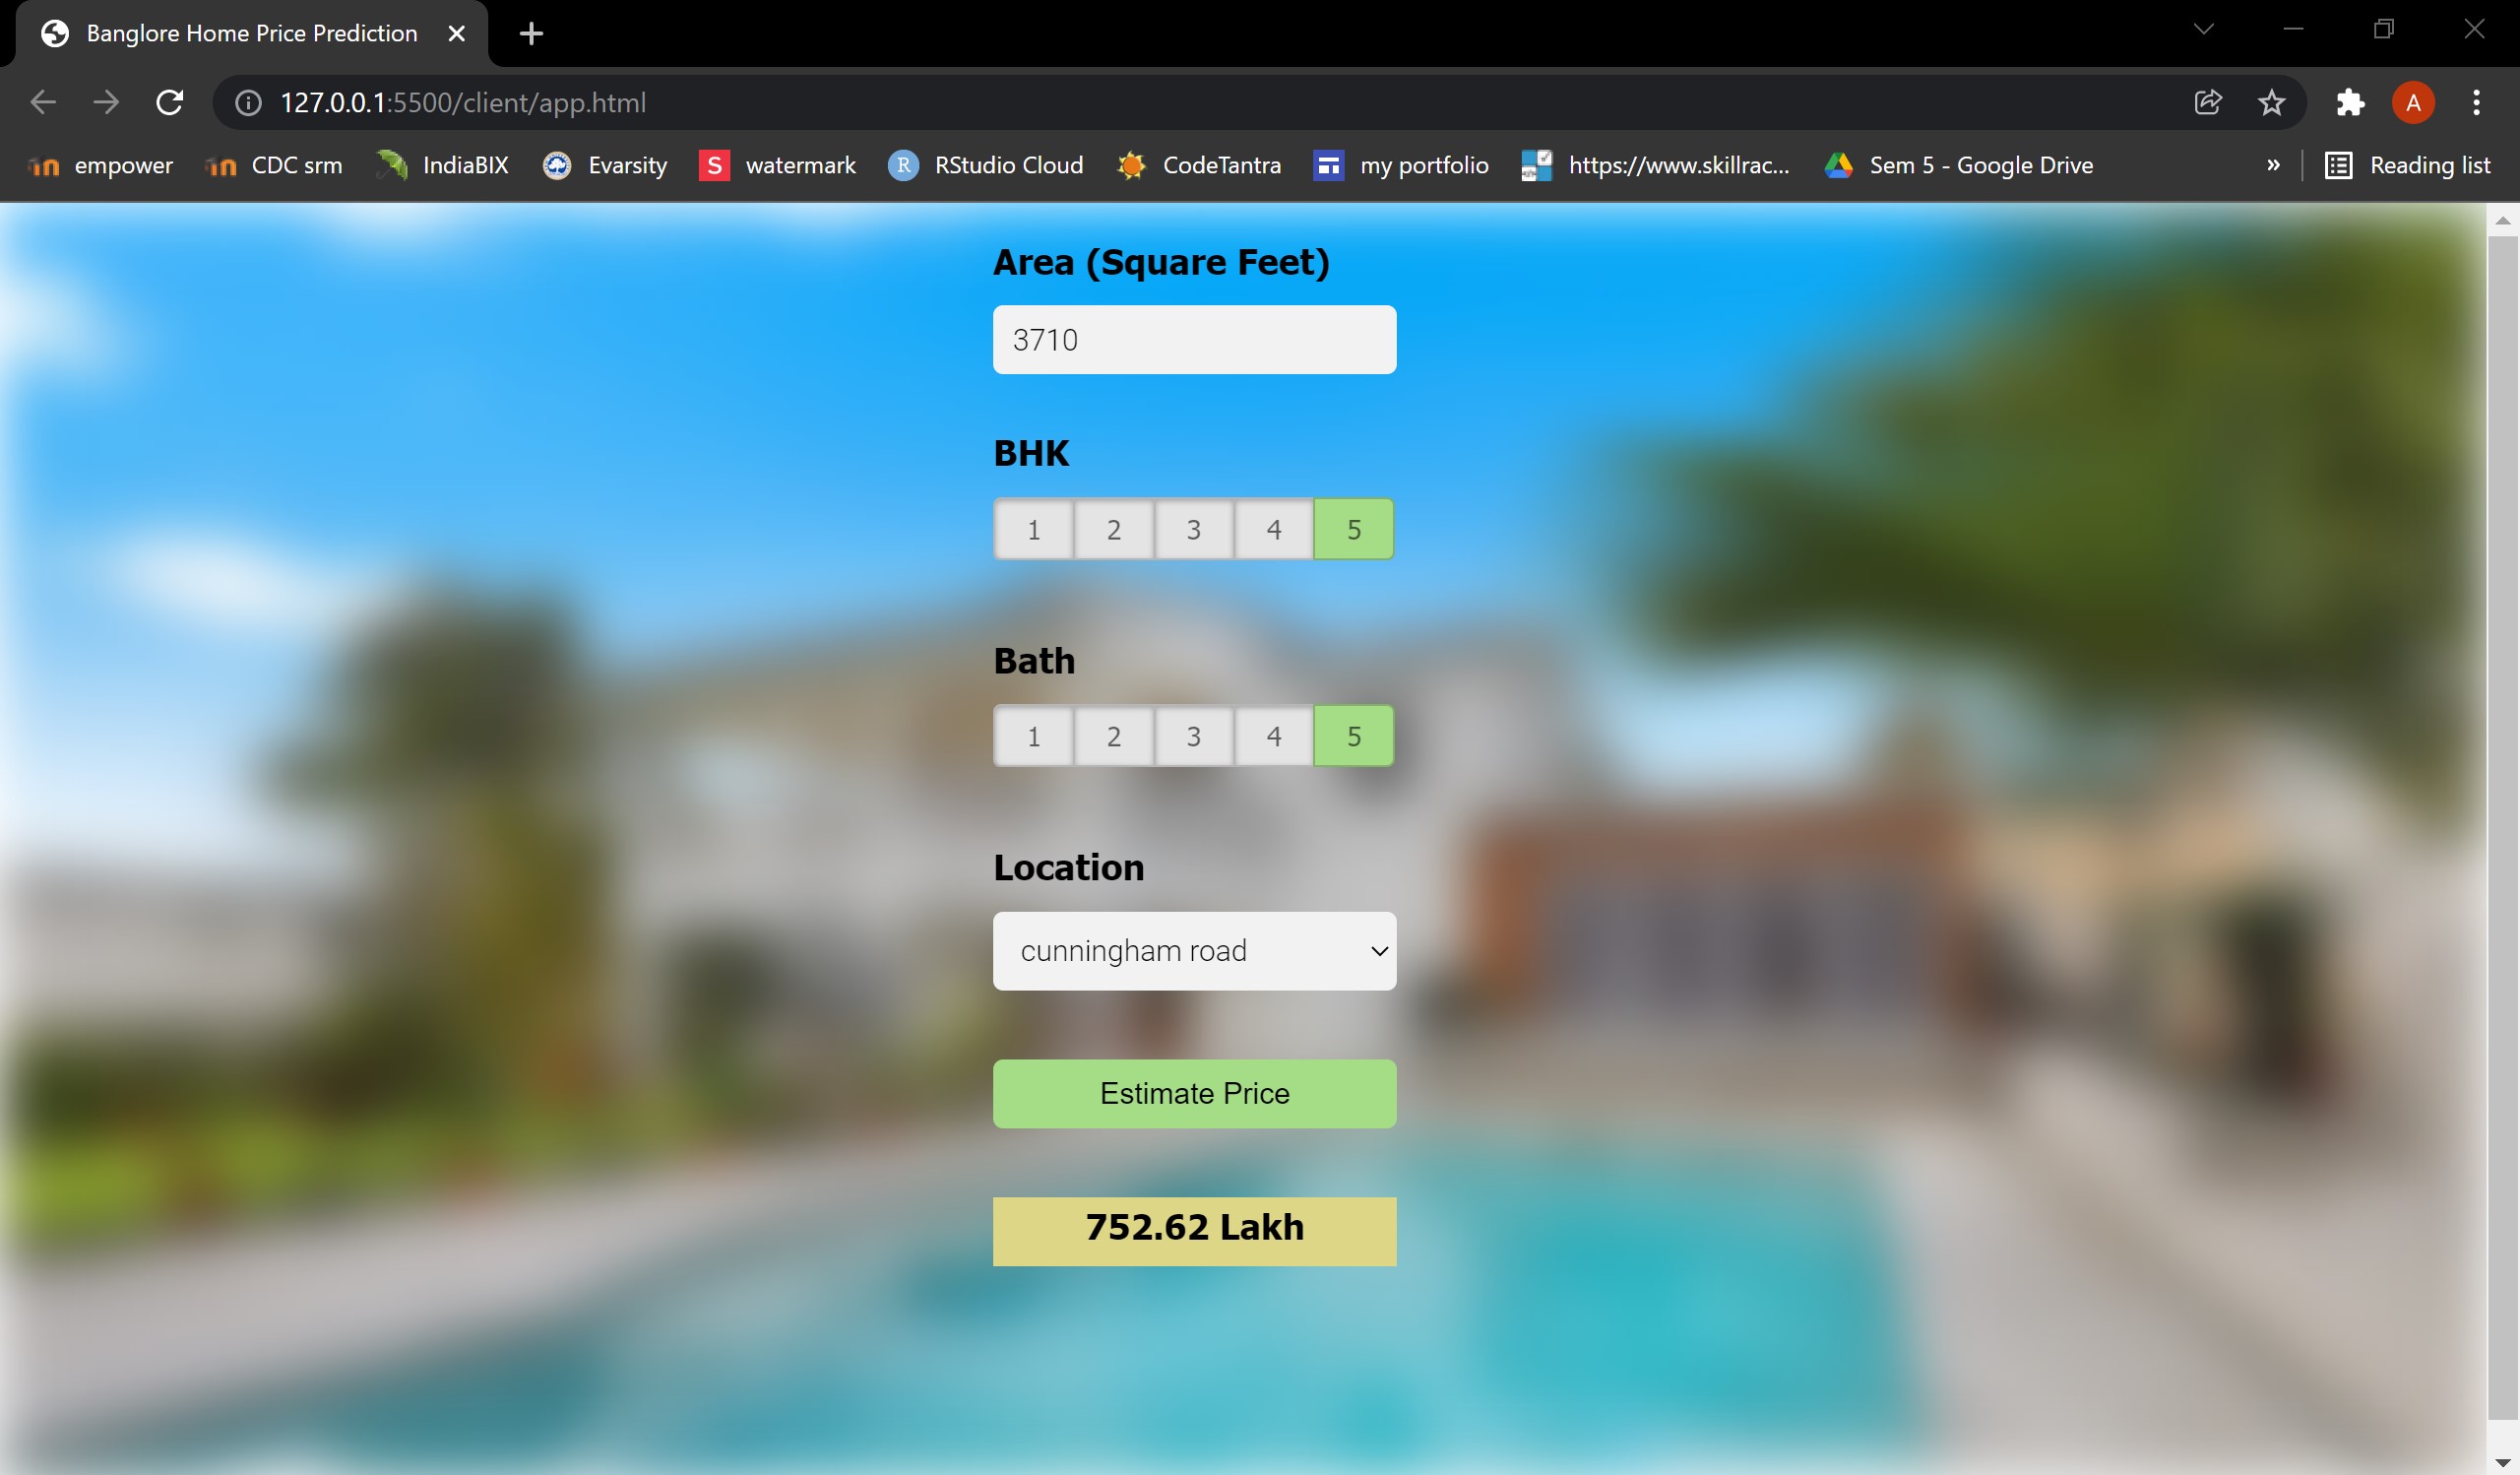 Banglore Home Price Prediction
127.0.0.1:5500/client/app.html
A
empower CDC srm IndiaBIX Evarsity S watermark R RStudio Cloud CodeTantra my portfolio https://www.skillrac... Sem 5 - Google Drive » Reading list
Area (Square Feet)
3710
BHK
1 2 3 4 5
Bath
1 2 3 4 5
Location
cunningham road
Estimate Price
752.62 Lakh